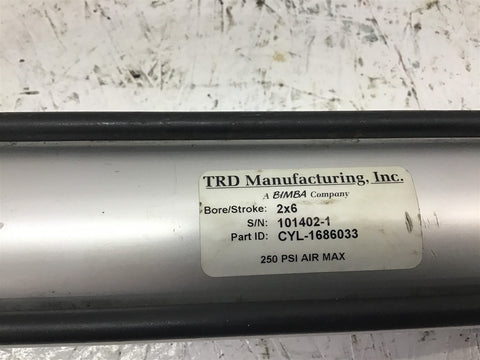 TRD Manufacturing, Inc.
A BIMBA Company
Bore/Stroke: 2x6
S/N: 101402-1
Part ID: CYL-1686033
250 PSI AIR MAX